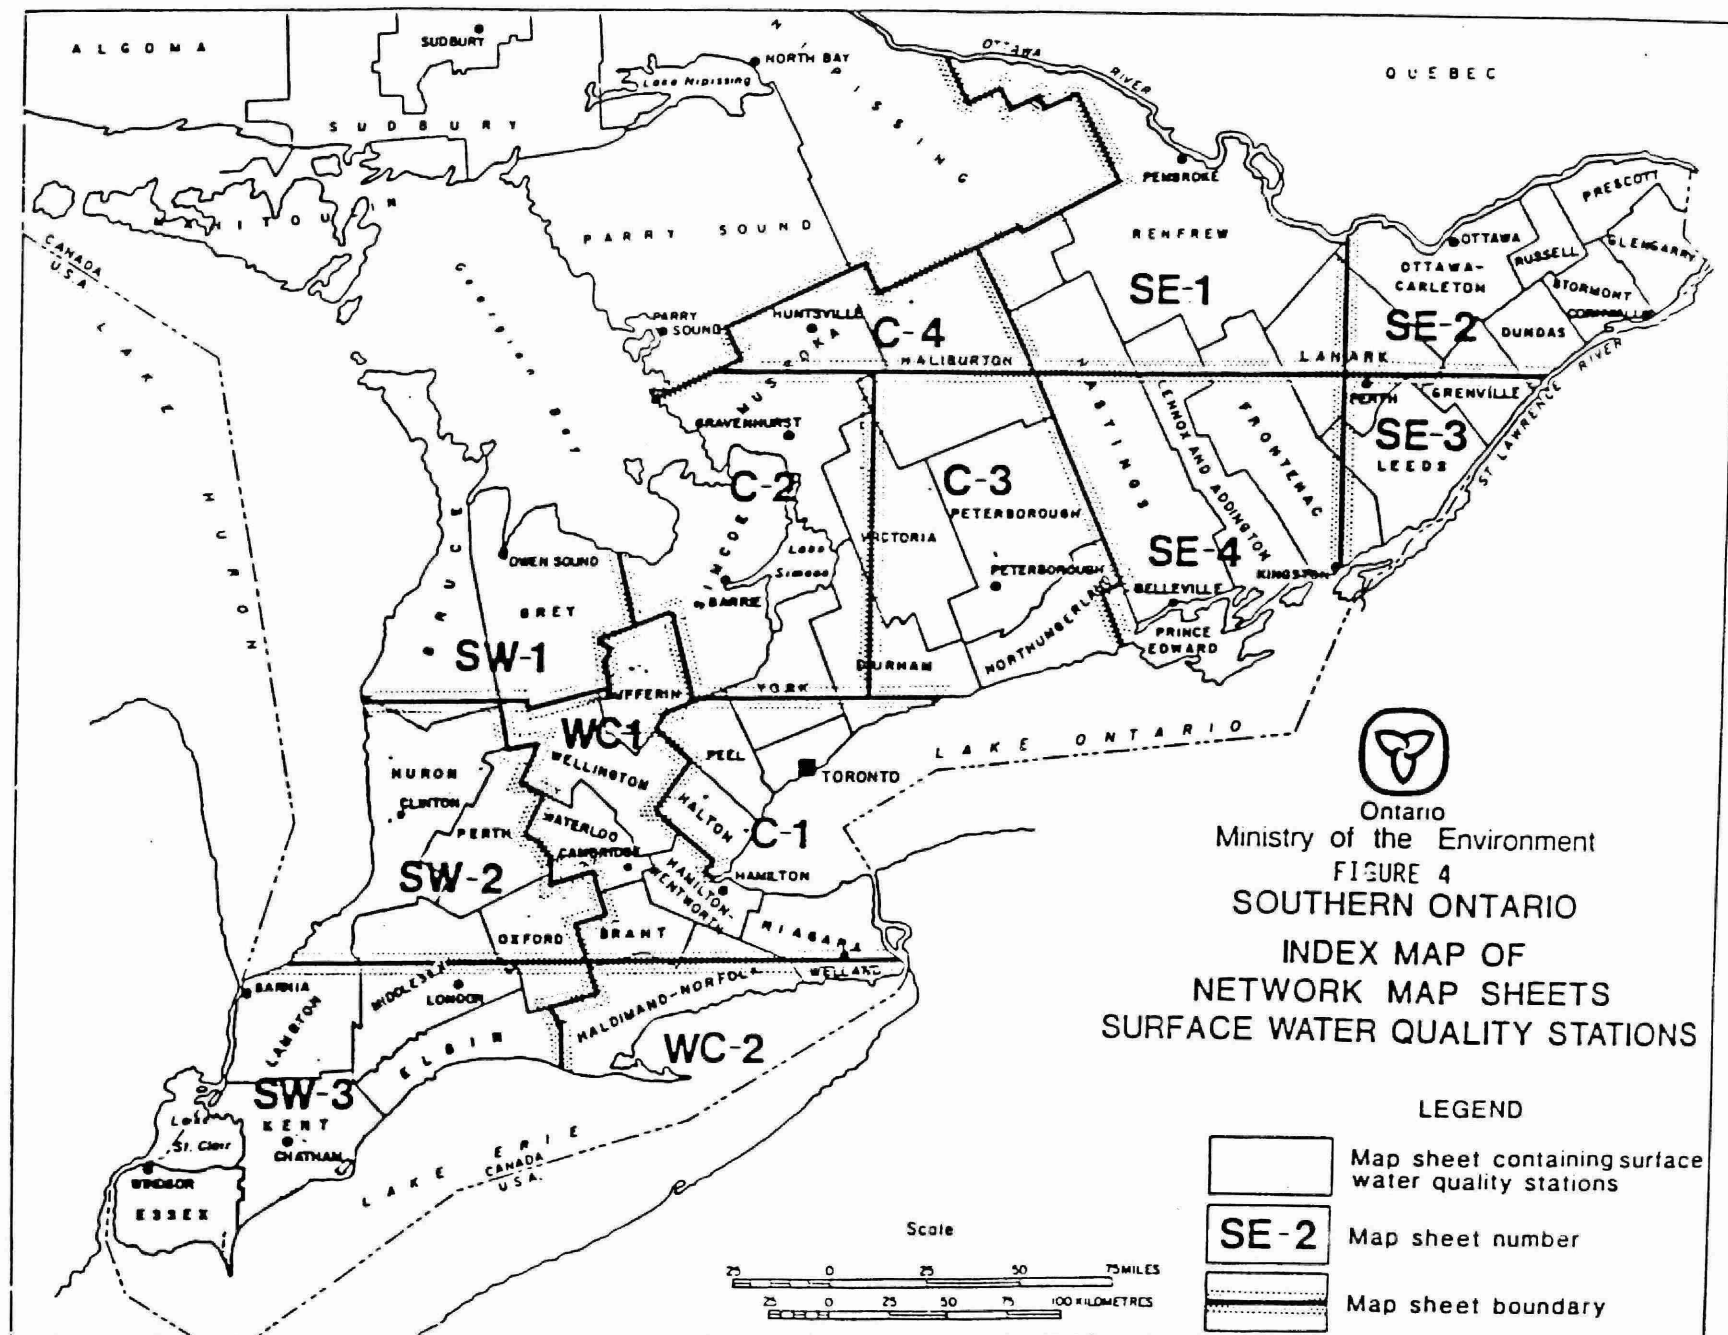 ALGOMA
SUDBURY
NORTH BAY
Lake Nipissing
NIPISSING
OTTAWA RIVER
QUEBEC
SUDBURY
MANITOULIN
PARRY SOUND
PEMBROKE
RENFREW
PRESCOTT
GLENGARRY
OTTAWA
RUSSELL
OTTAWA-
CARLETON
STORMONT
CORNWALL
DUNDAS
CANADA
U.S.A.
LAKE HURON
Georgian Bay
PARRY
SOUND
HUNTSVILLE
MUSKOKA
C-4
HALIBURTON
SE-1
SE-2
LANARK
PERTH
GRENVILLE
SE-3
LEEDS
ST LAWRENCE RIVER
GRAVENHURST
C-2
C-3
HASTINGS
LENNOX AND ADDINGTON
FRONTENAC
PETERBOROUGH
SIMCOE
Lake
Simcoe
VICTORIA
PETERBOROUGH
SE-4
KINGSTON
BELLEVILLE
BRUCE
OWEN SOUND
GREY
BARRIE
NORTHUMBERLAND
PRINCE
EDWARD
SW-1
DURHAM
DUFFERIN
YORK
WC-1
WELLINGTON
PEEL
LAKE ONTARIO
TORONTO
HURON
CLINTON
PERTH
WATERLOO
CAMBRIDGE
HALTON
C-1
SW-2
HAMILTON-
WENTWORTH
HAMILTON
OXFORD
BRANT
NIAGARA
WELLAND
SARNIA
MIDDLESEX
LONDON
LAMBTON
HALDIMAND-NORFOLK
ELGIN
WC-2
SW-3
KENT
CHATHAM
Lake
St. Clair
WINDSOR
ESSEX
LAKE ERIE
CANADA
U.S.A.
Ontario
Ministry of the Environment
FIGURE 4
SOUTHERN ONTARIO
INDEX MAP OF
NETWORK MAP SHEETS
SURFACE WATER QUALITY STATIONS
LEGEND
Map sheet containing surface
water quality stations
SE-2 Map sheet number
Map sheet boundary
Scale
25 0 25 50 75 MILES
25 0 25 50 75 100 KILOMETRES